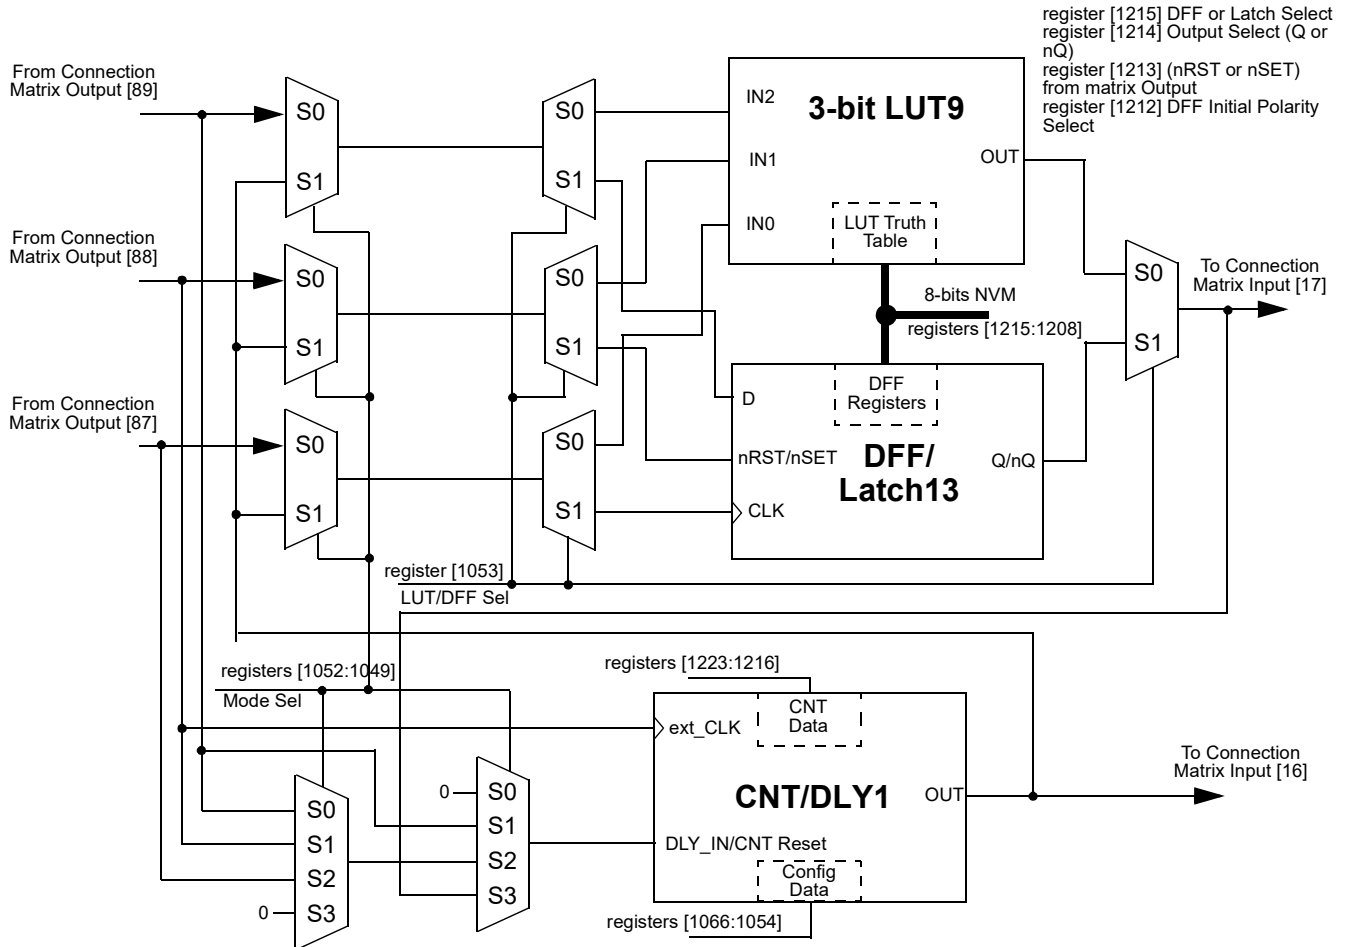 register [1215] DFF or Latch Select
register [1214] Output Select (Q or
nQ)
register [1213] (nRST or nSET)
from matrix Output
register [1212] DFF Initial Polarity
Select
From Connection
Matrix Output [89]
S0
S1
S0
S1
IN2
IN1
IN0
3-bit LUT9
OUT
LUT Truth
Table
From Connection
Matrix Output [88]
S0
S1
S0
S1
8-bits NVM
registers [1215:1208]
S0
S1
To Connection
Matrix Input [17]
From Connection
Matrix Output [87]
S0
S1
S0
S1
D
nRST/nSET
CLK
DFF
Registers
DFF/
Latch13
Q/nQ
register [1053]
LUT/DFF Sel
registers [1052:1049]
Mode Sel
registers [1223:1216]
CNT
Data
ext_CLK
CNT/DLY1
OUT
DLY_IN/CNT Reset
Config
Data
registers [1066:1054]
To Connection
Matrix Input [16]
0
S0
S1
S2
S3
S0
S1
S2
0
S3